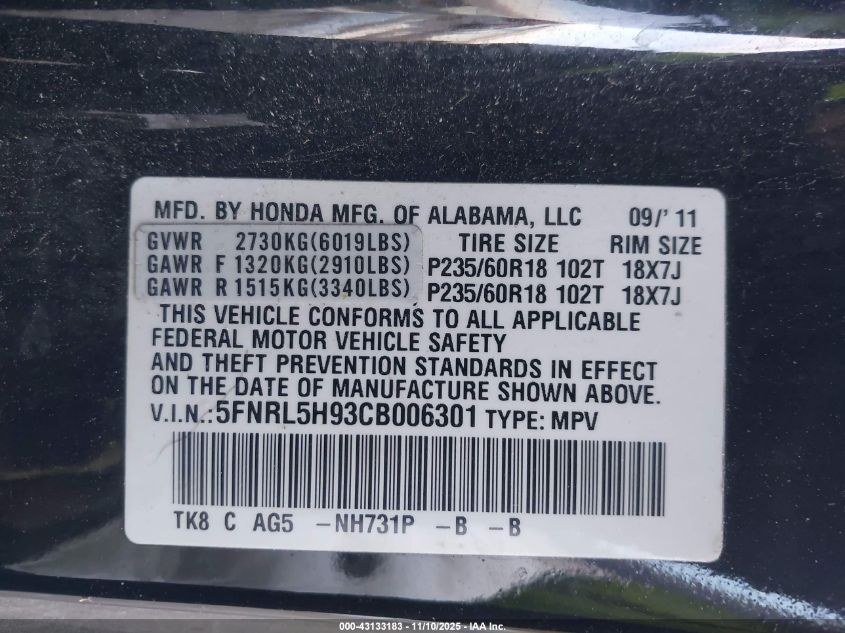 MFD. BY HONDA MFG. OF ALABAMA, LLC 09/'11
GVWR 2730KG(6019LBS) TIRE SIZE RIM SIZE
GAWR F 1320KG(2910LBS) P235/60R18 102T 18X7J
GAWR R 1515KG(3340LBS) P235/60R18 102T 18X7J
THIS VEHICLE CONFORMS TO ALL APPLICABLE
FEDERAL MOTOR VEHICLE SAFETY
AND THEFT PREVENTION STANDARDS IN EFFECT
ON THE DATE OF MANUFACTURE SHOWN ABOVE.
V.I.N.:5FNRL5H93CB006301 TYPE: MPV
TK8 C AG5 -NH731P -B -B
000-43133183 - 11/10/2025 - IAA Inc.